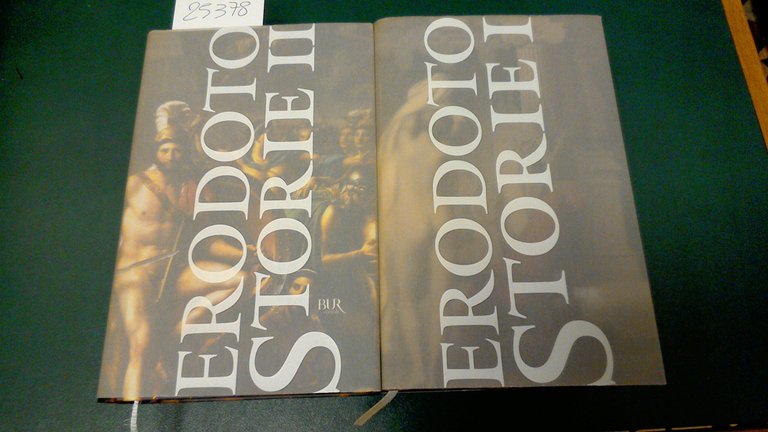 25378
ERODOTO
STORIE II
BUR
ERODOTO
STORIE I